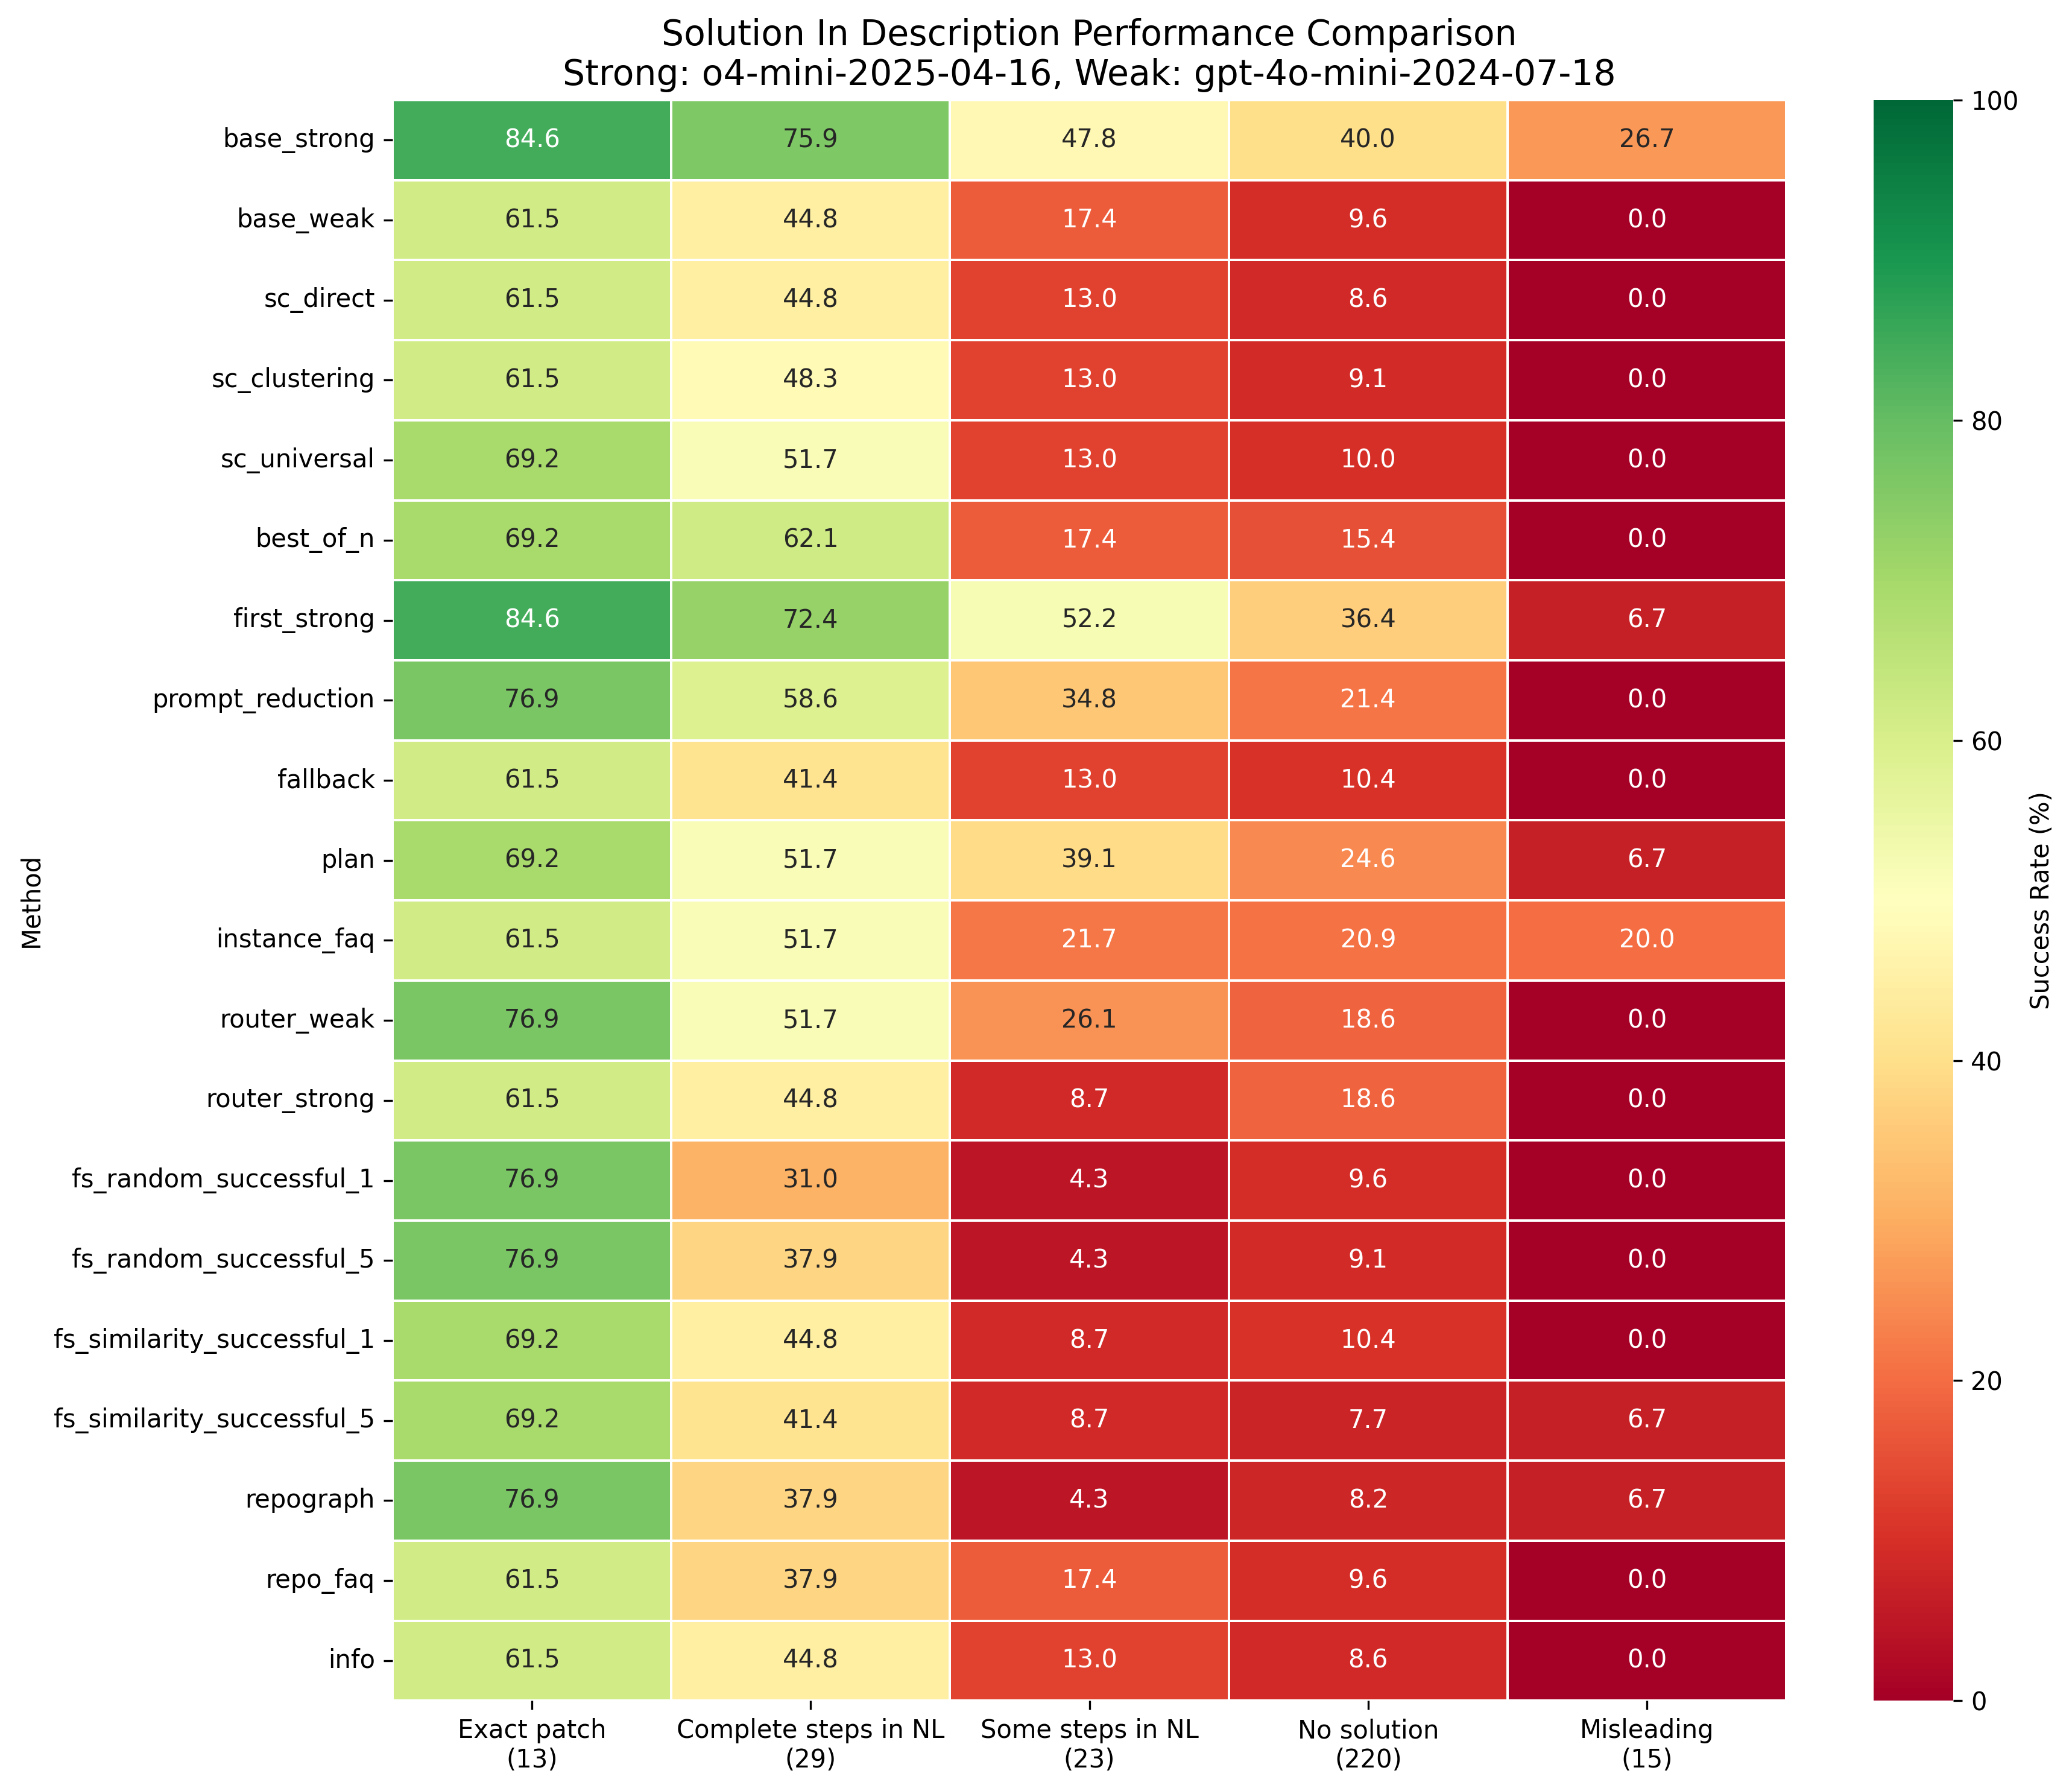 Solution In Description Performance Comparison
Strong: o4-mini-2025-04-16, Weak: gpt-4o-mini-2024-07-18
Method
base_strong 84.6 75.9 47.8 40.0 26.7
base_weak 61.5 44.8 17.4 9.6 0.0
sc_direct 61.5 44.8 13.0 8.6 0.0
sc_clustering 61.5 48.3 13.0 9.1 0.0
sc_universal 69.2 51.7 13.0 10.0 0.0
best_of_n 69.2 62.1 17.4 15.4 0.0
first_strong 84.6 72.4 52.2 36.4 6.7
prompt_reduction 76.9 58.6 34.8 21.4 0.0
fallback 61.5 41.4 13.0 10.4 0.0
plan 69.2 51.7 39.1 24.6 6.7
instance_faq 61.5 51.7 21.7 20.9 20.0
router_weak 76.9 51.7 26.1 18.6 0.0
router_strong 61.5 44.8 8.7 18.6 0.0
fs_random_successful_1 76.9 31.0 4.3 9.6 0.0
fs_random_successful_5 76.9 37.9 4.3 9.1 0.0
fs_similarity_successful_1 69.2 44.8 8.7 10.4 0.0
fs_similarity_successful_5 69.2 41.4 8.7 7.7 6.7
repograph 76.9 37.9 4.3 8.2 6.7
repo_faq 61.5 37.9 17.4 9.6 0.0
info 61.5 44.8 13.0 8.6 0.0
Exact patch Complete steps in NL Some steps in NL No solution Misleading
(13) (29) (23) (220) (15)
100
80
60
40
20
0
Success Rate (%)